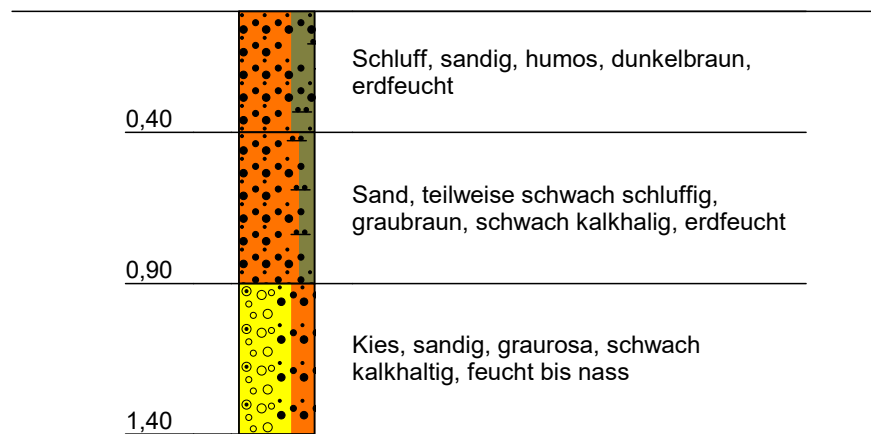 Schluff, sandig, humos, dunkelbraun,
erdfeucht
0,40
Sand, teilweise schwach schluffig,
graubraun, schwach kalkhalig, erdfeucht
0,90
Kies, sandig, graurosa, schwach
kalkhaltig, feucht bis nass
1,40